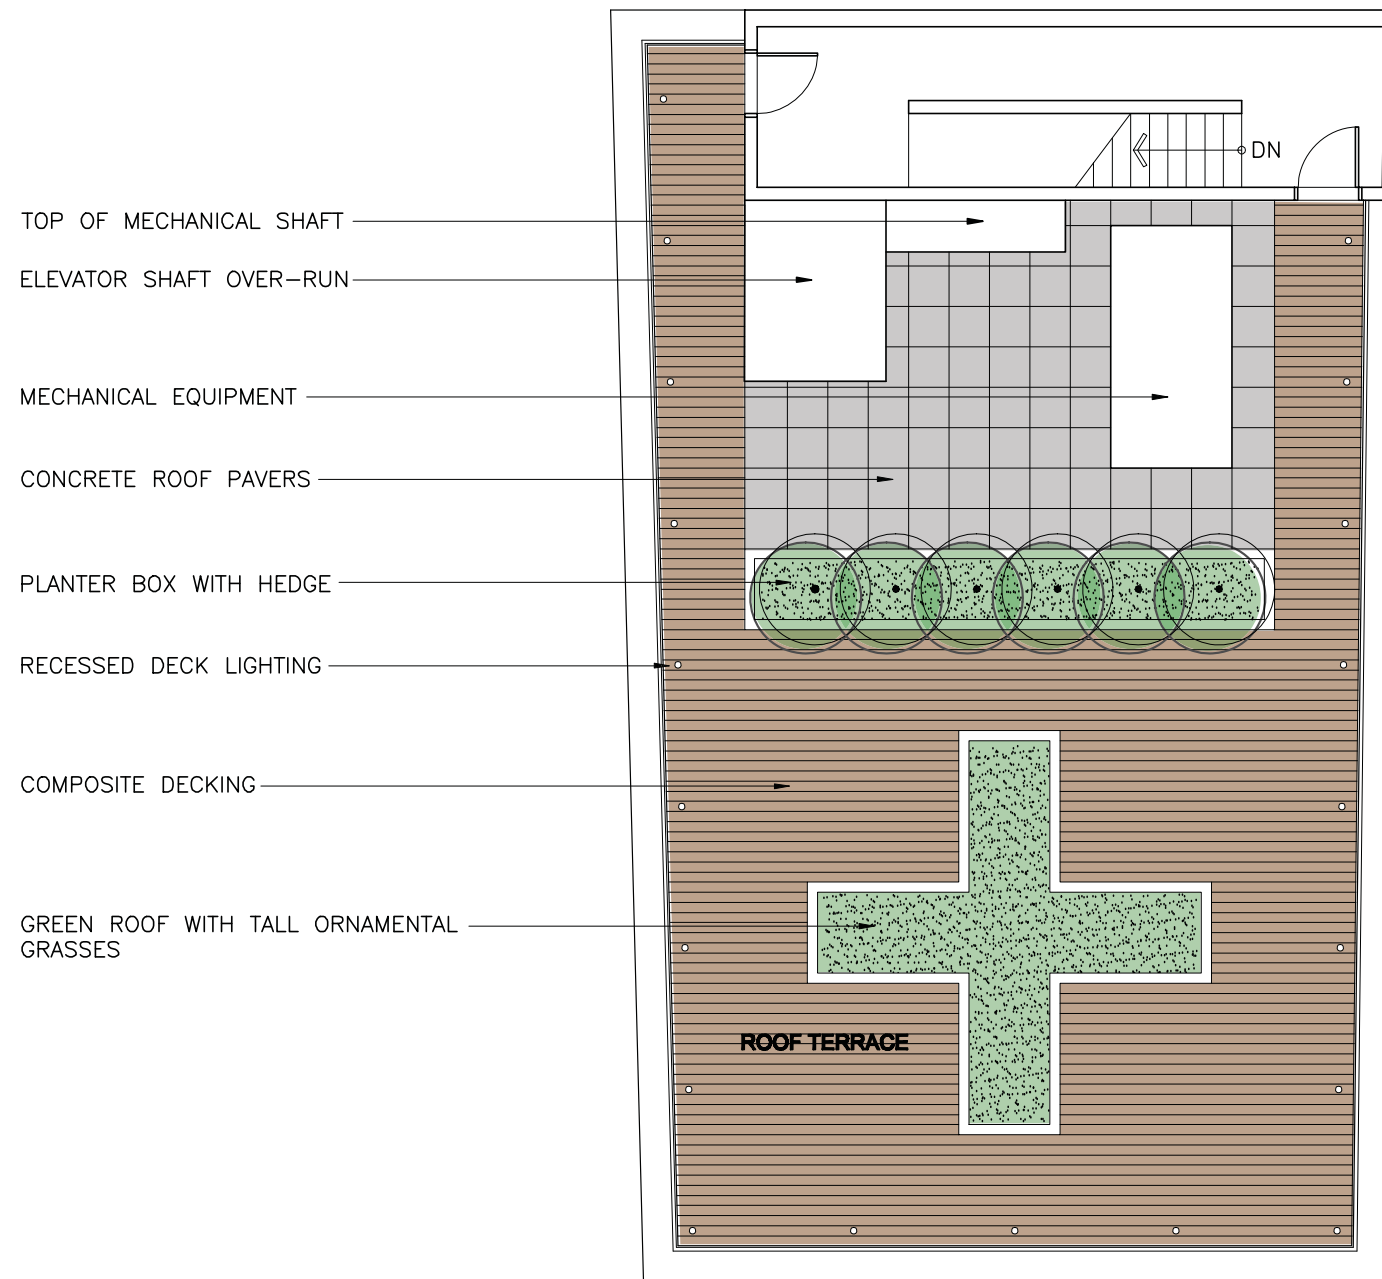 DN
TOP OF MECHANICAL SHAFT
ELEVATOR SHAFT OVER-RUN
MECHANICAL EQUIPMENT
CONCRETE ROOF PAVERS
PLANTER BOX WITH HEDGE
RECESSED DECK LIGHTING
COMPOSITE DECKING
GREEN ROOF WITH TALL ORNAMENTAL
GRASSES
ROOF TERRACE